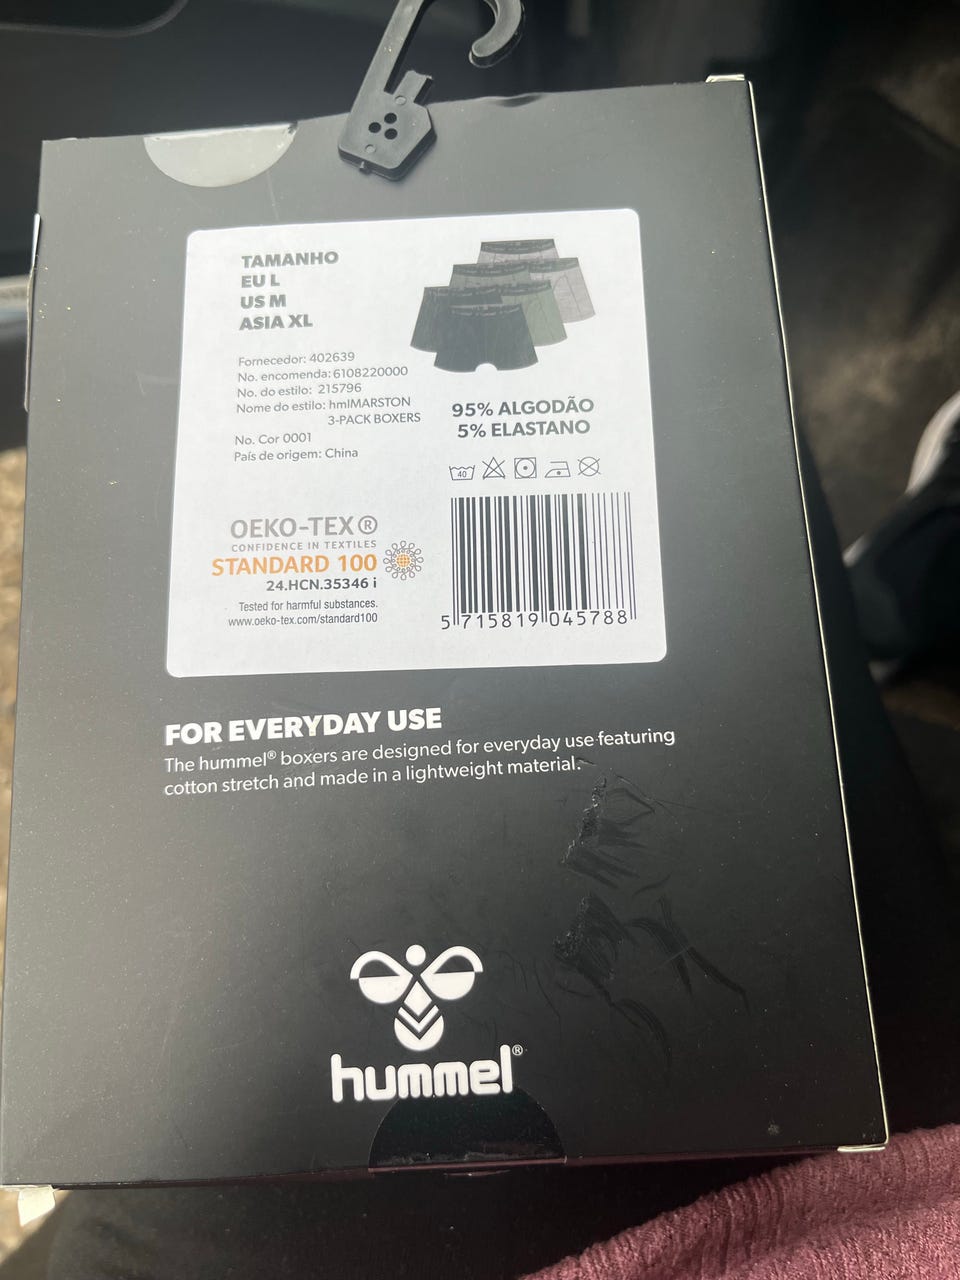 TAMANHO
EU L
US M
ASIA XL
Fornecedor: 402639
No. encomenda: 6108220000
No. do estilo: 215796
Nome do estilo: hmlMARSTON
3-PACK BOXERS
No. Cor 0001
País de origem: China
95% ALGODÃO
5% ELASTANO
40
OEKO-TEX®
CONFIDENCE IN TEXTILES
STANDARD 100
24.HCN.35346 i
Tested for harmful substances.
www.oeko-tex.com/standard100
5 715819 045788
FOR EVERYDAY USE
The hummel® boxers are designed for everyday use featuring
cotton stretch and made in a lightweight material.
hummel®